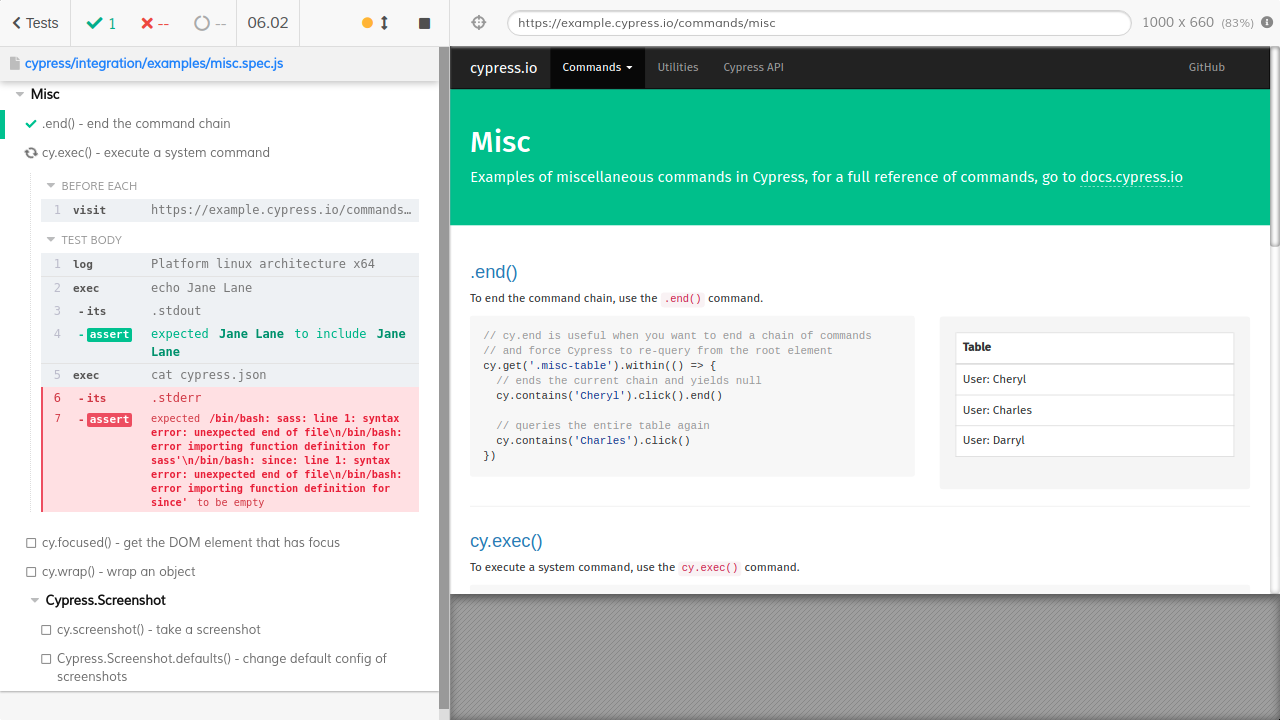 Tests
1
--
--
06.02
https://example.cypress.io/commands/misc
1000 x 660 (83%)
cypress/integration/examples/misc.spec.js
Misc
.end() - end the command chain
cy.exec() - execute a system command
BEFORE EACH
1 visit https://example.cypress.io/commands…
TEST BODY
1 log Platform linux architecture x64
2 exec echo Jane Lane
3 - its .stdout
4 - assert expected Jane Lane to include Jane
Lane
5 exec cat cypress.json
6 - its .stderr
7 - assert expected /bin/bash: sass: line 1: syntax
error: unexpected end of file\n/bin/bash:
error importing function definition for
sass'\n/bin/bash: since: line 1: syntax
error: unexpected end of file\n/bin/bash:
error importing function definition for
since' to be empty
cy.focused() - get the DOM element that has focus
cy.wrap() - wrap an object
Cypress.Screenshot
cy.screenshot() - take a screenshot
Cypress.Screenshot.defaults() - change default config of
screenshots
cypress.io Commands Utilities Cypress API GitHub
Misc
Examples of miscellaneous commands in Cypress, for a full reference of commands, go to docs.cypress.io
.end()
To end the command chain, use the .end() command.
// cy.end is useful when you want to end a chain of commands
// and force Cypress to re-query from the root element
cy.get('.misc-table').within(() => {
// ends the current chain and yields null
cy.contains('Cheryl').click().end()
// queries the entire table again
cy.contains('Charles').click()
})
Table
User: Cheryl
User: Charles
User: Darryl
cy.exec()
To execute a system command, use the cy.exec() command.